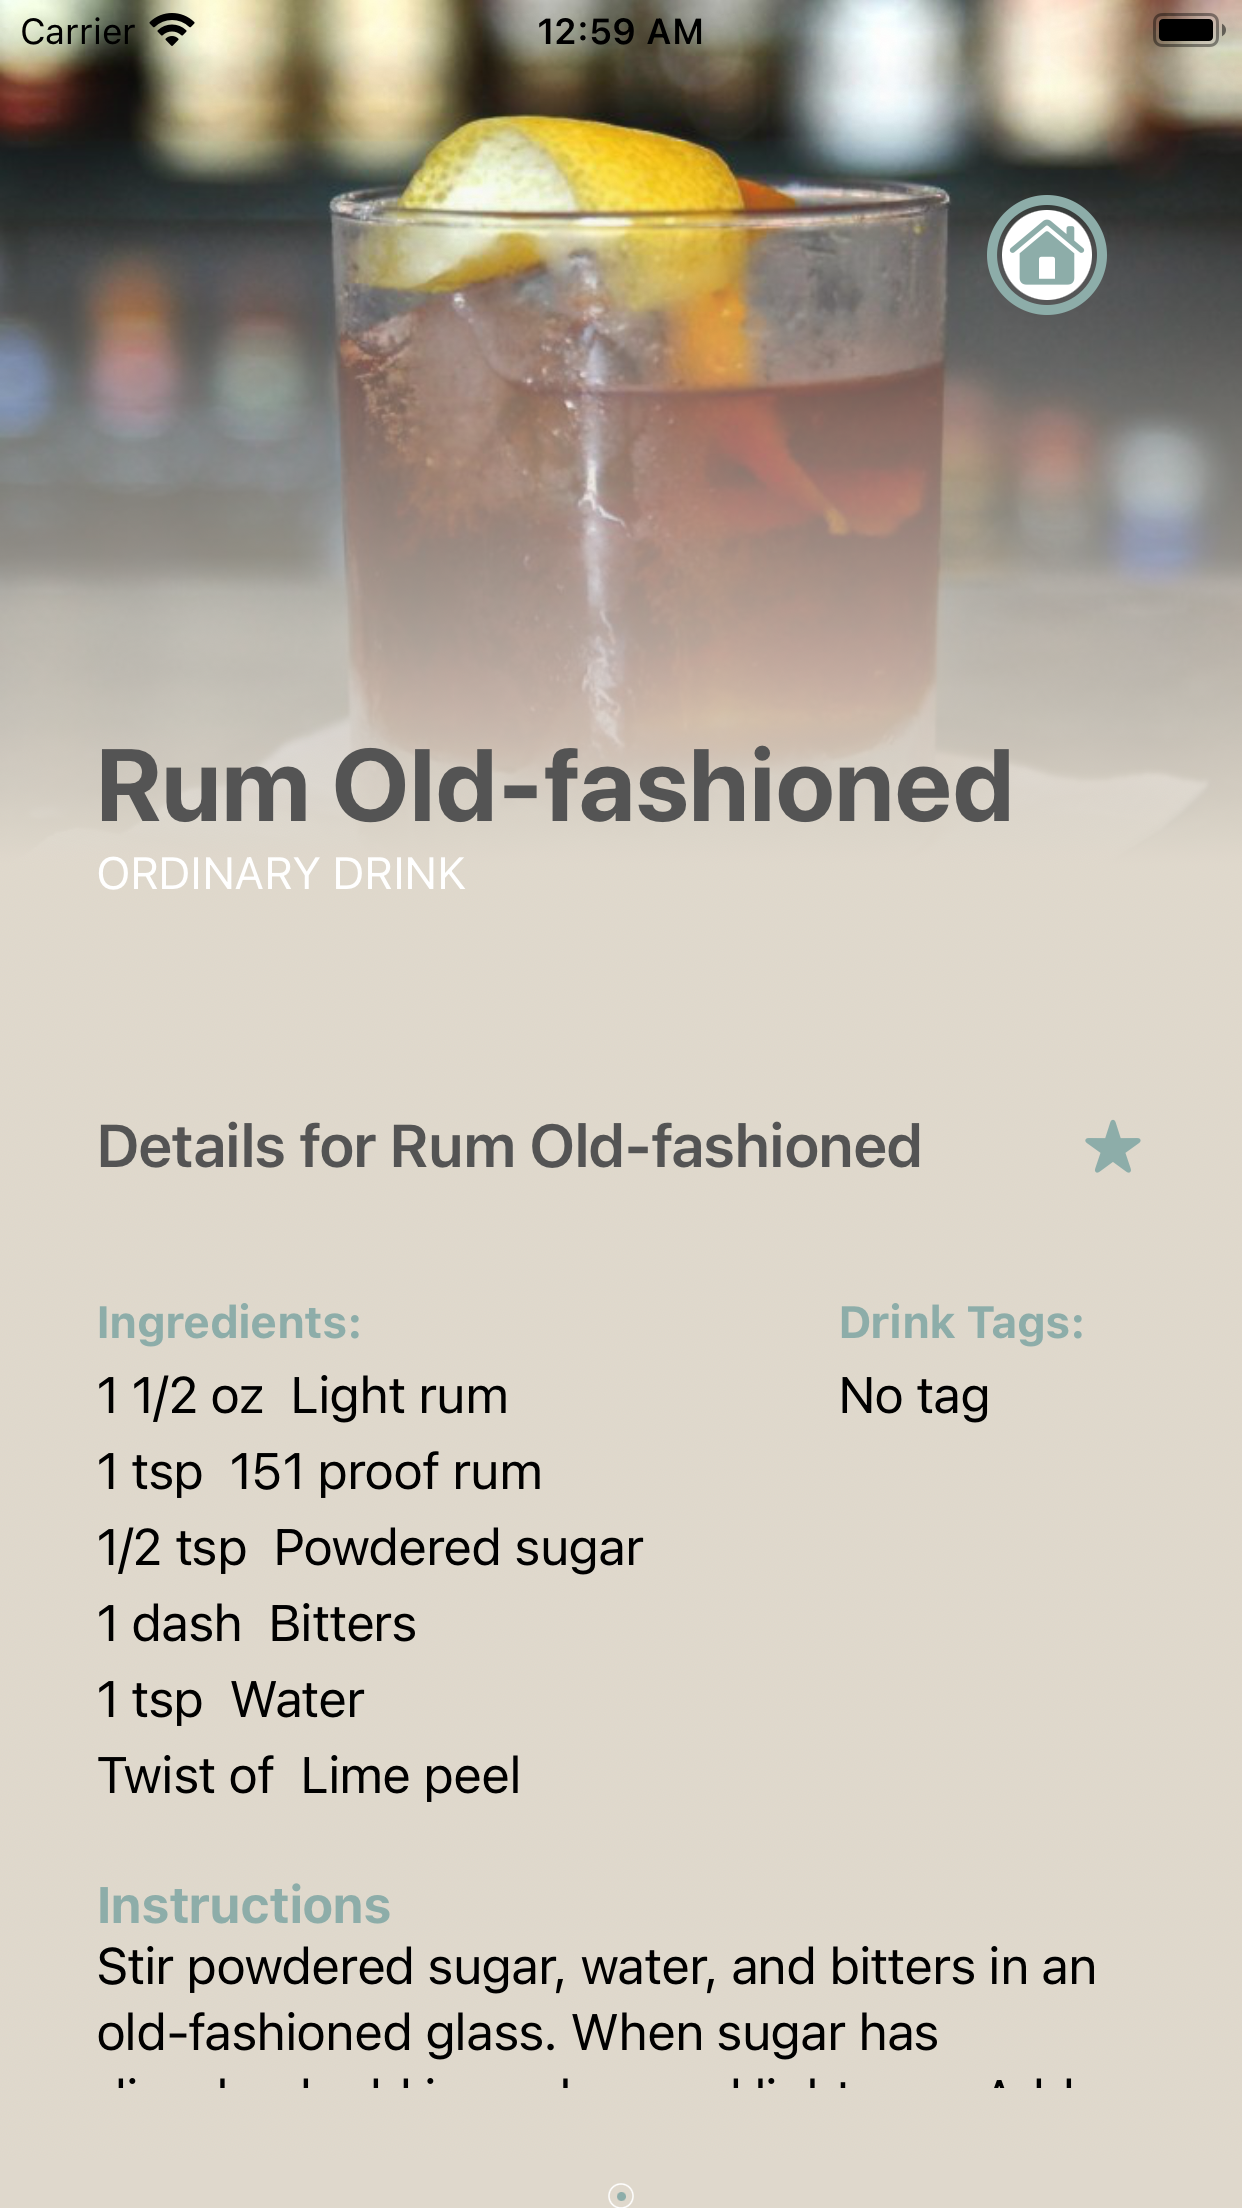 Carrier 12:59 AM
Rum Old-fashioned
ORDINARY DRINK
Details for Rum Old-fashioned
Ingredients: Drink Tags:
1 1/2 oz  Light rum No tag
1 tsp  151 proof rum
1/2 tsp  Powdered sugar
1 dash  Bitters
1 tsp  Water
Twist of  Lime peel
Instructions
Stir powdered sugar, water, and bitters in an
old-fashioned glass. When sugar has